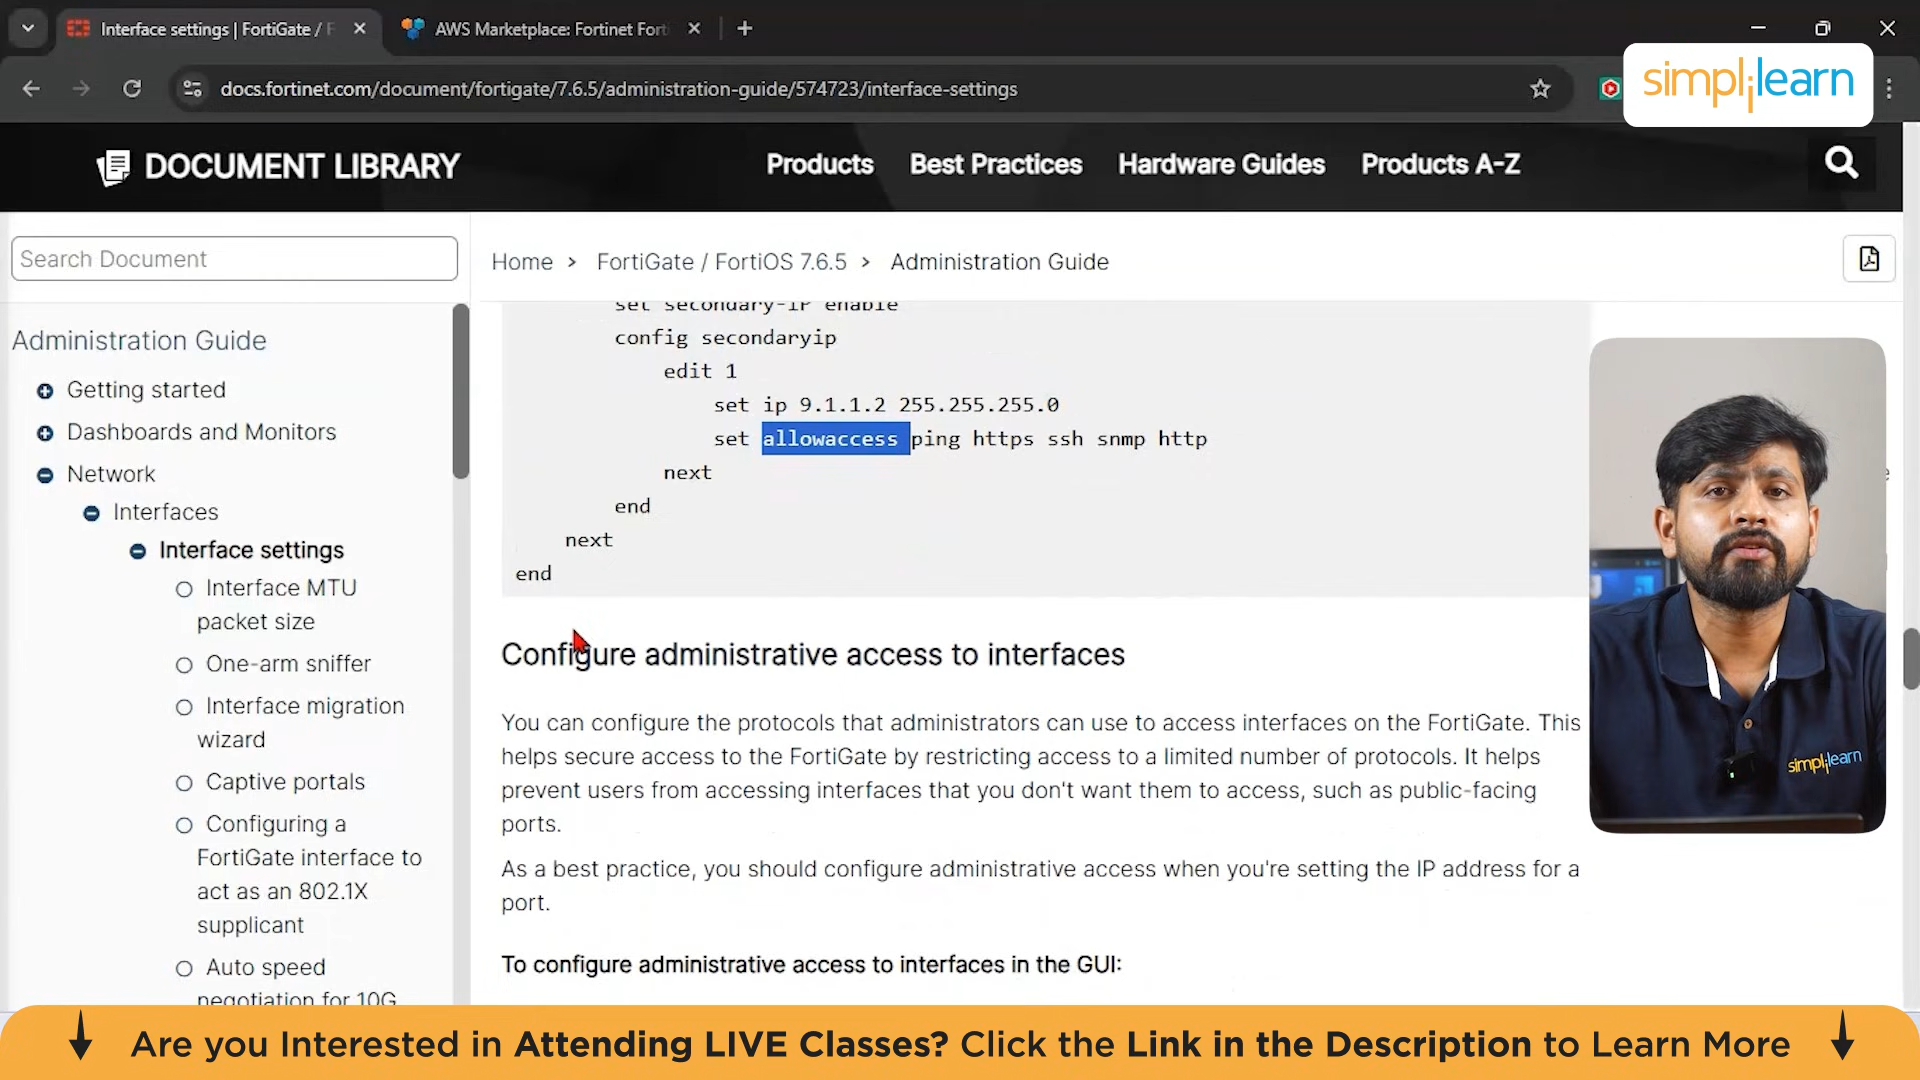 Interface settings | FortiGate / F
AWS Marketplace: Fortinet Forti
docs.fortinet.com/document/fortigate/7.6.5/administration-guide/574723/interface-settings
simplilearn
DOCUMENT LIBRARY
Products
Best Practices
Hardware Guides
Products A-Z
Search Document
Home > FortiGate / FortiOS 7.6.5 > Administration Guide
Administration Guide
Getting started
Dashboards and Monitors
Network
Interfaces
Interface settings
Interface MTU
packet size
One-arm sniffer
Interface migration
wizard
Captive portals
Configuring a
FortiGate interface to
act as an 802.1X
supplicant
Auto speed
negotiation for 10G
set secondary-IP enable
config secondaryip
edit 1
set ip 9.1.1.2 255.255.255.0
set allowaccess ping https ssh snmp http
next
end
next
end
Configure administrative access to interfaces
You can configure the protocols that administrators can use to access interfaces on the FortiGate. This
helps secure access to the FortiGate by restricting access to a limited number of protocols. It helps
prevent users from accessing interfaces that you don't want them to access, such as public-facing
ports.
As a best practice, you should configure administrative access when you're setting the IP address for a
port.
To configure administrative access to interfaces in the GUI:
simplilearn
Are you Interested in Attending LIVE Classes? Click the Link in the Description to Learn More